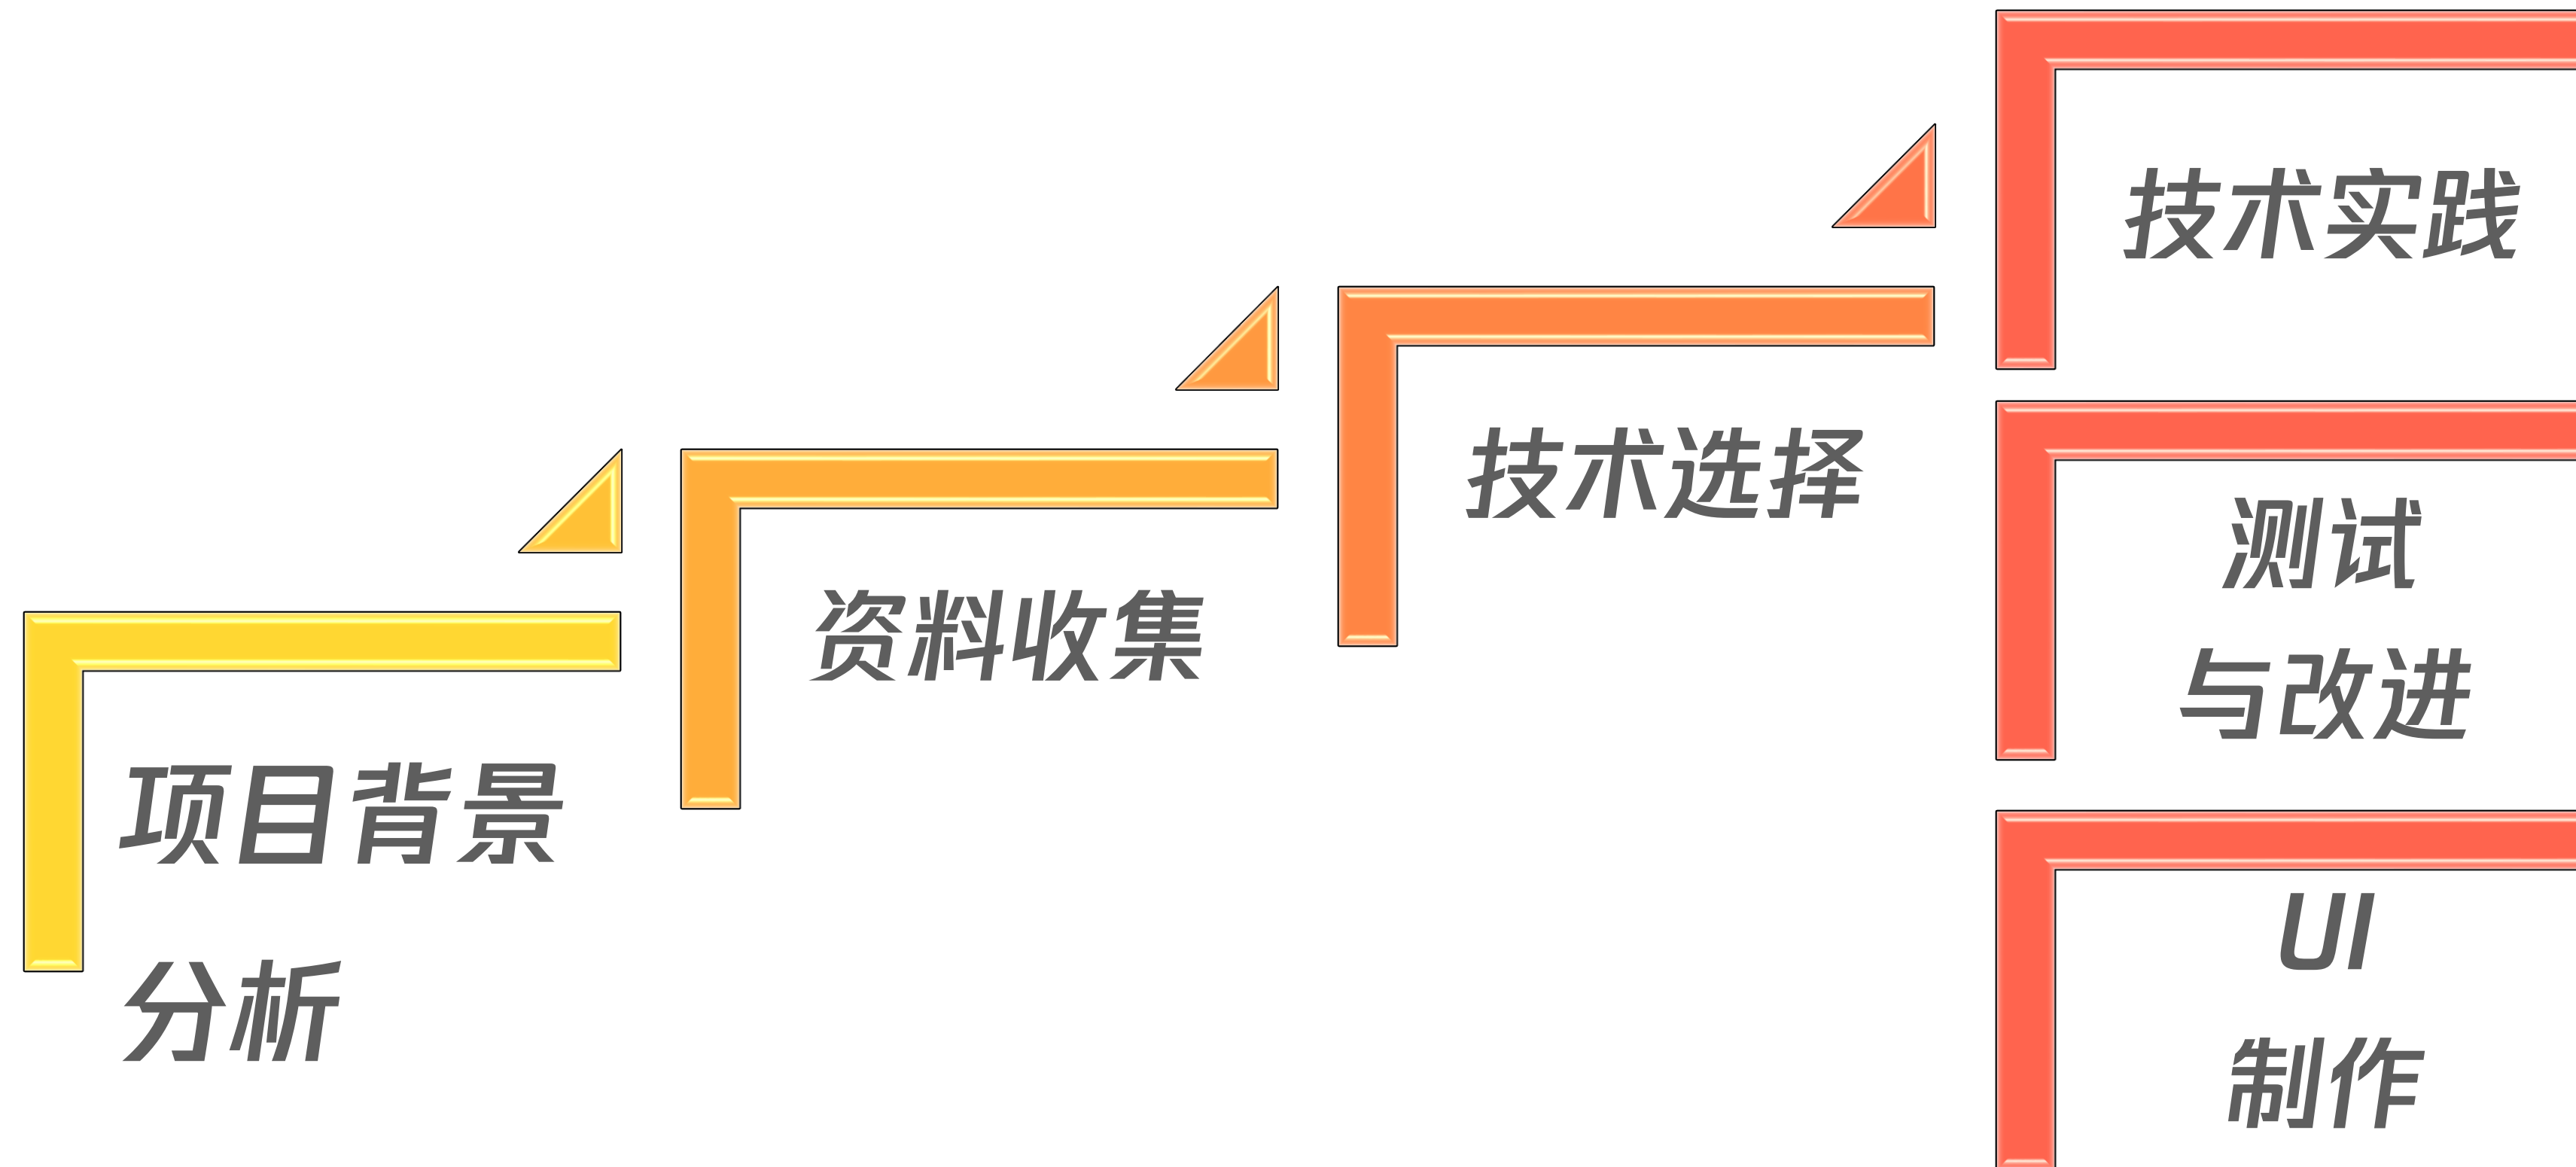 项目背景
分析
资料收集
技术选择
技术实践
测试
与改进
UI
制作